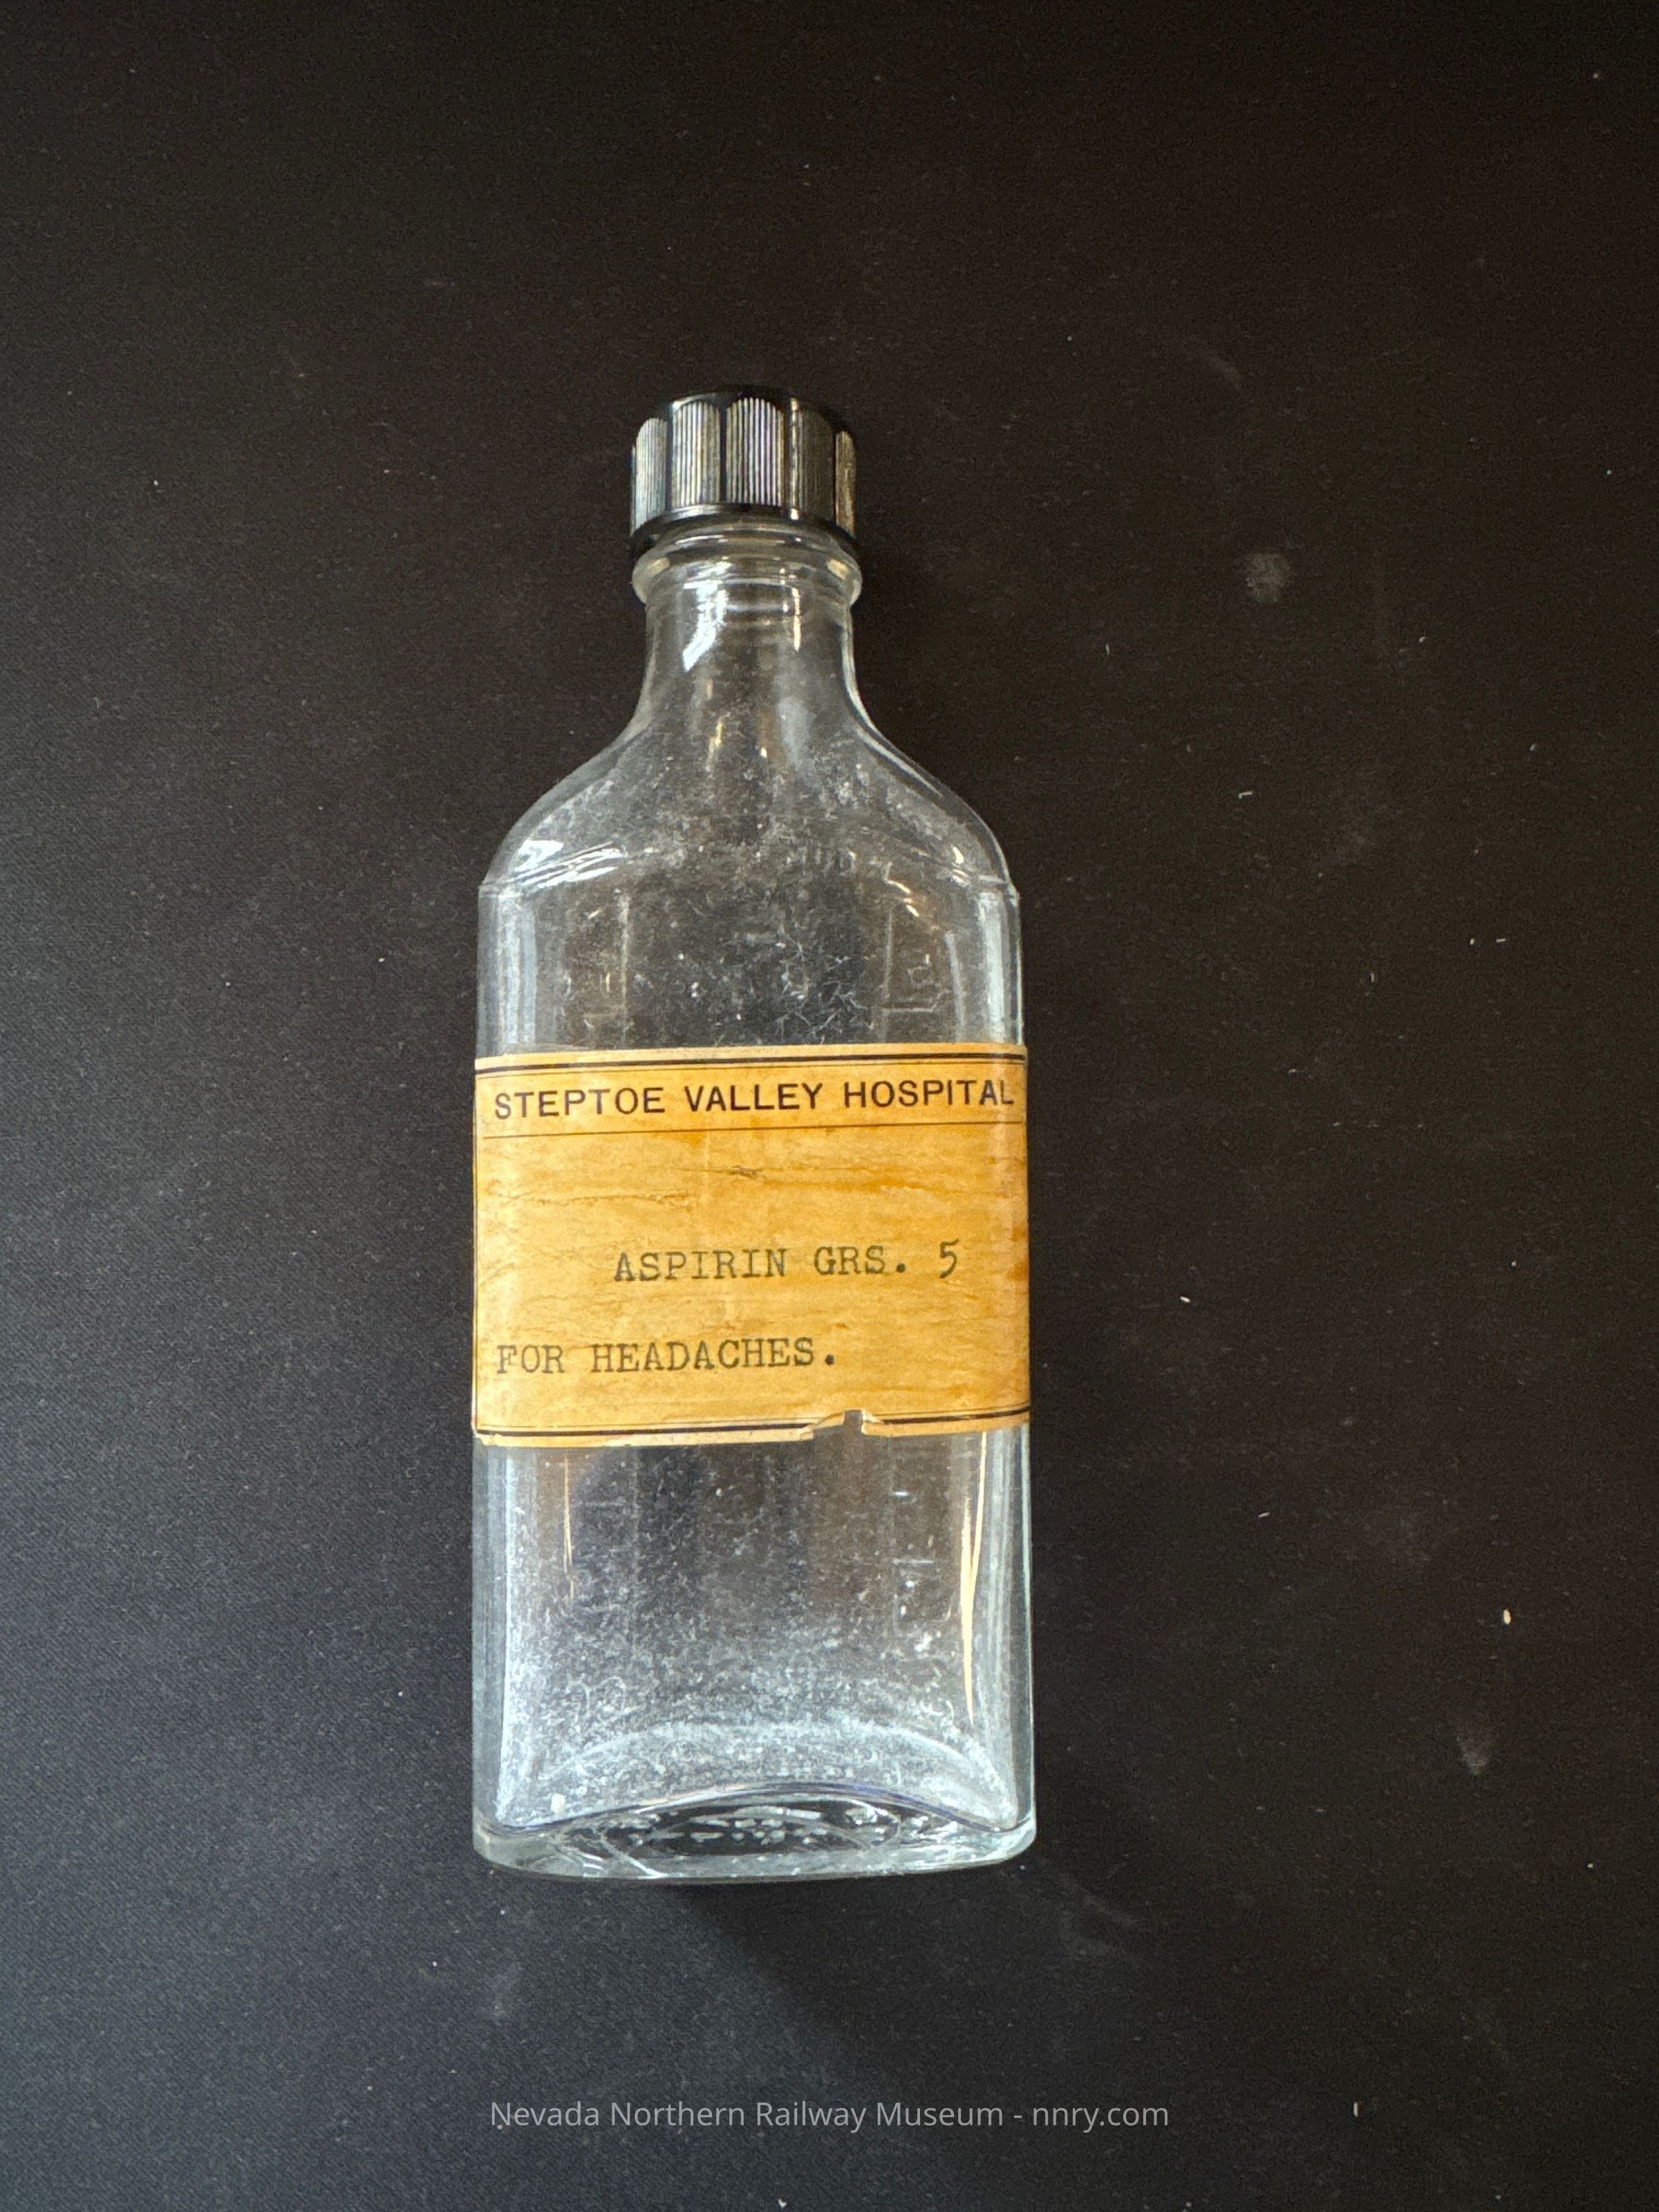 STEPTOE VALLEY HOSPITAL
ASPIRIN GRS. 5
FOR HEADACHES.
Nevada Northern Railway Museum - nnry.com